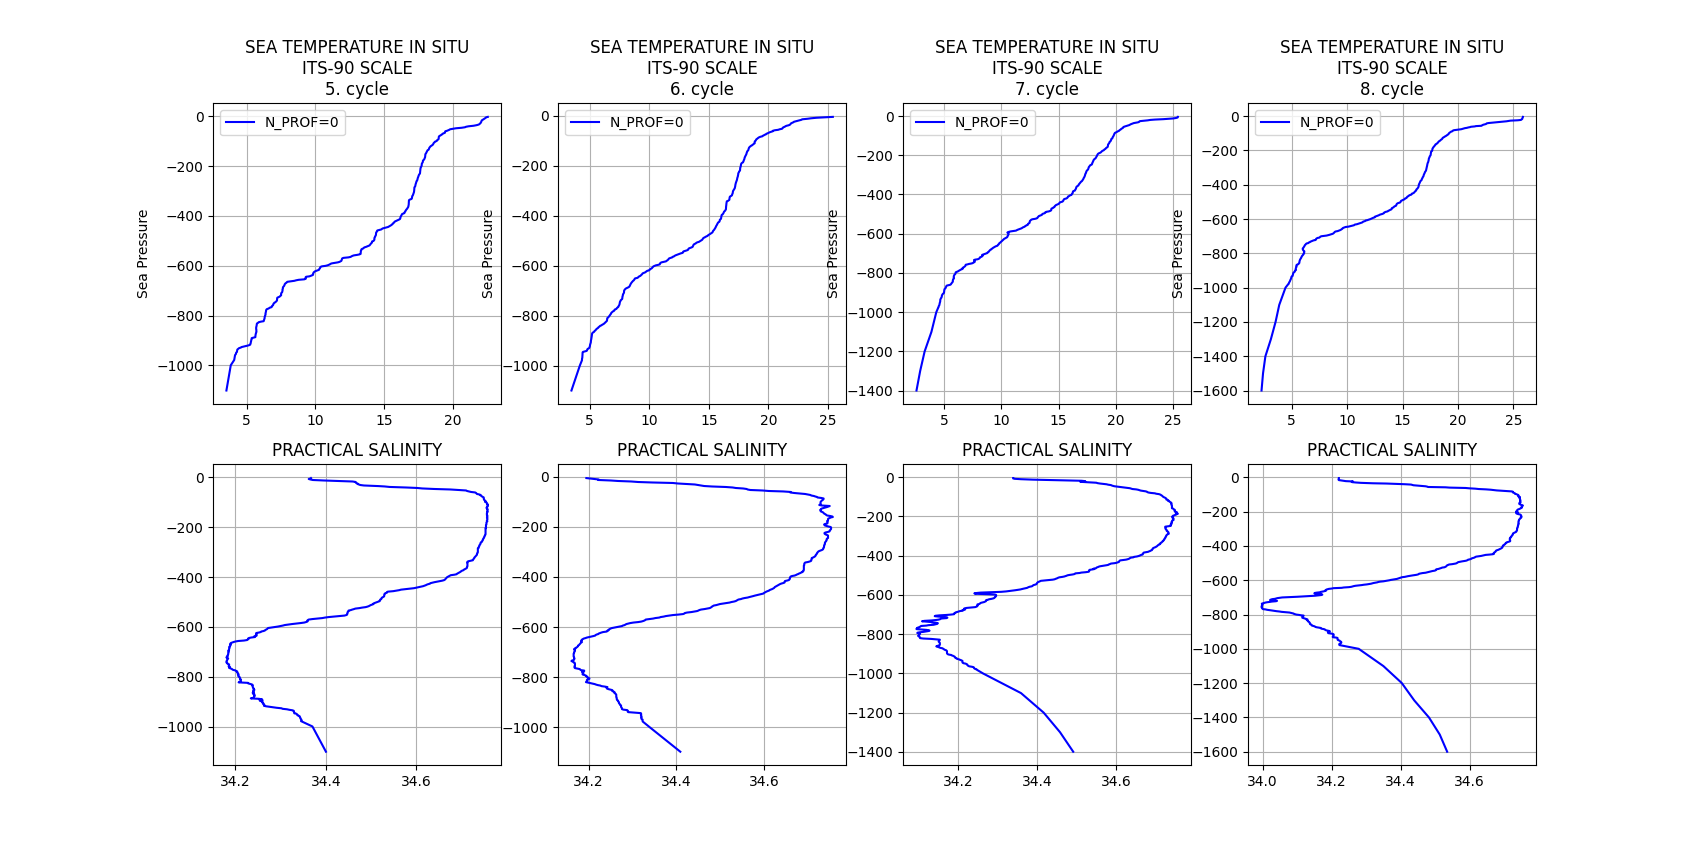 SEA TEMPERATURE IN SITU
ITS-90 SCALE
5. cycle
SEA TEMPERATURE IN SITU
ITS-90 SCALE
6. cycle
SEA TEMPERATURE IN SITU
ITS-90 SCALE
7. cycle
SEA TEMPERATURE IN SITU
ITS-90 SCALE
8. cycle
N_PROF=0
0
−200
−400
−600
−800
−1000
Sea Pressure
5 10 15 20
N_PROF=0
0
−200
−400
−600
−800
−1000
Sea Pressure
5 10 15 20 25
N_PROF=0
0
−200
−400
−600
−800
−1000
−1200
−1400
Sea Pressure
5 10 15 20 25
N_PROF=0
0
−200
−400
−600
−800
−1000
−1200
−1400
−1600
Sea Pressure
5 10 15 20 25
PRACTICAL SALINITY
0
−200
−400
−600
−800
−1000
34.2 34.4 34.6
PRACTICAL SALINITY
0
−200
−400
−600
−800
−1000
34.2 34.4 34.6
PRACTICAL SALINITY
0
−200
−400
−600
−800
−1000
−1200
−1400
34.2 34.4 34.6
PRACTICAL SALINITY
0
−200
−400
−600
−800
−1000
−1200
−1400
−1600
34.0 34.2 34.4 34.6